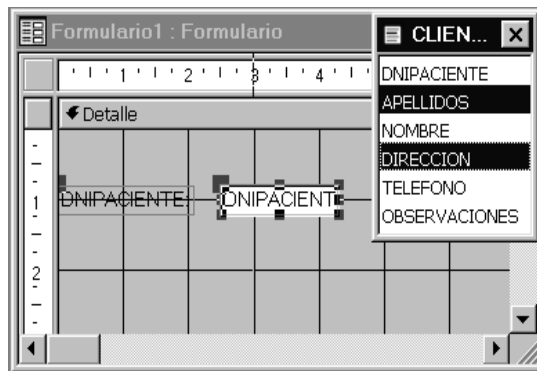 Formulario1 : Formulario
CLIEN...
1 2 3 4
Detalle
DNIPACIENTE
APELLIDOS
NOMBRE
DIRECCION
TELEFONO
OBSERVACIONES
1
DNIPACIENTE: DNIPACIENT
2